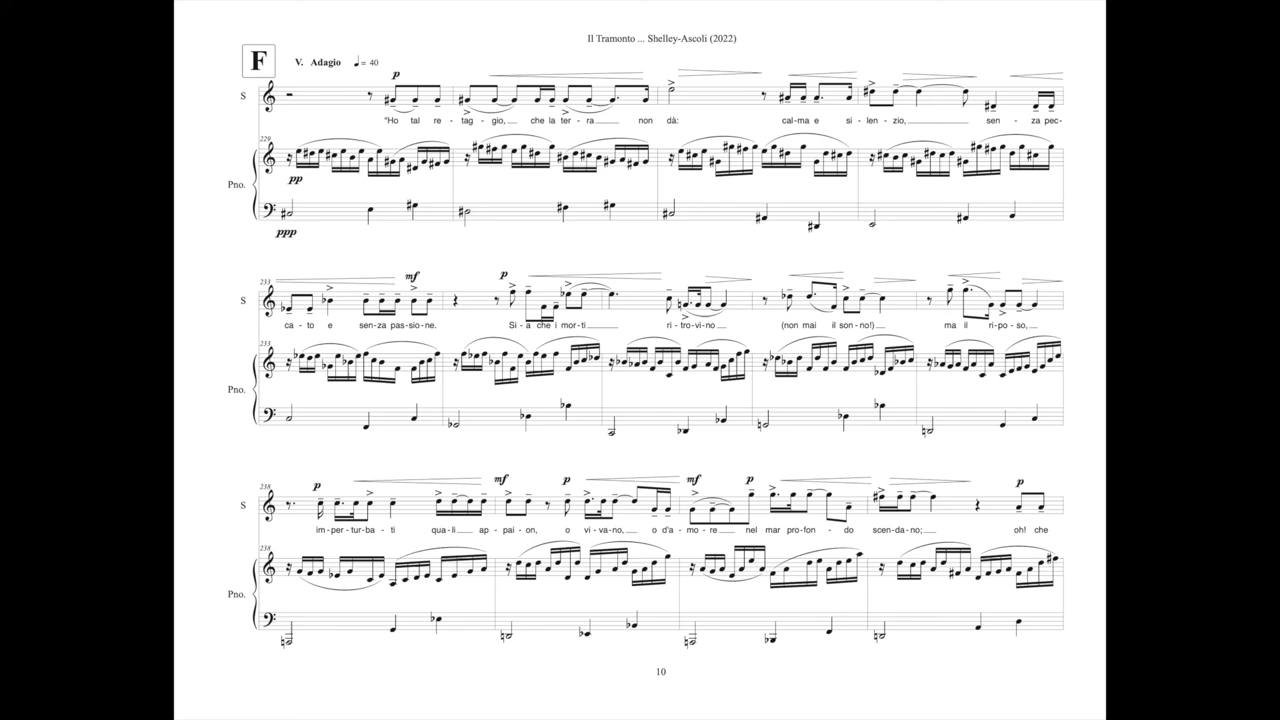 Il Tramonto ... Shelley-Ascoli (2022)
F
V. Adagio ♩= 40
p
S
"Ho tal re - tag - gio, che la ter - ra non dà: cal - ma e si - len - zio, sen - za pec-
229
229
pp
Pno.
ppp
233
mf p
S
ca - to e sen-za pas-sio-ne. Si - a che i mor-ti ri - tro-vi-no (non mai il son-no!) ma il ri-po-so,
233
Pno.
238
p mf p mf p p
S
im-per-tur-ba - ti qua-li ap - pai-on, o vi-va-no, o d'a-mo-re nel mar pro-fon - do scen-da-no; oh! che
238
Pno.
10